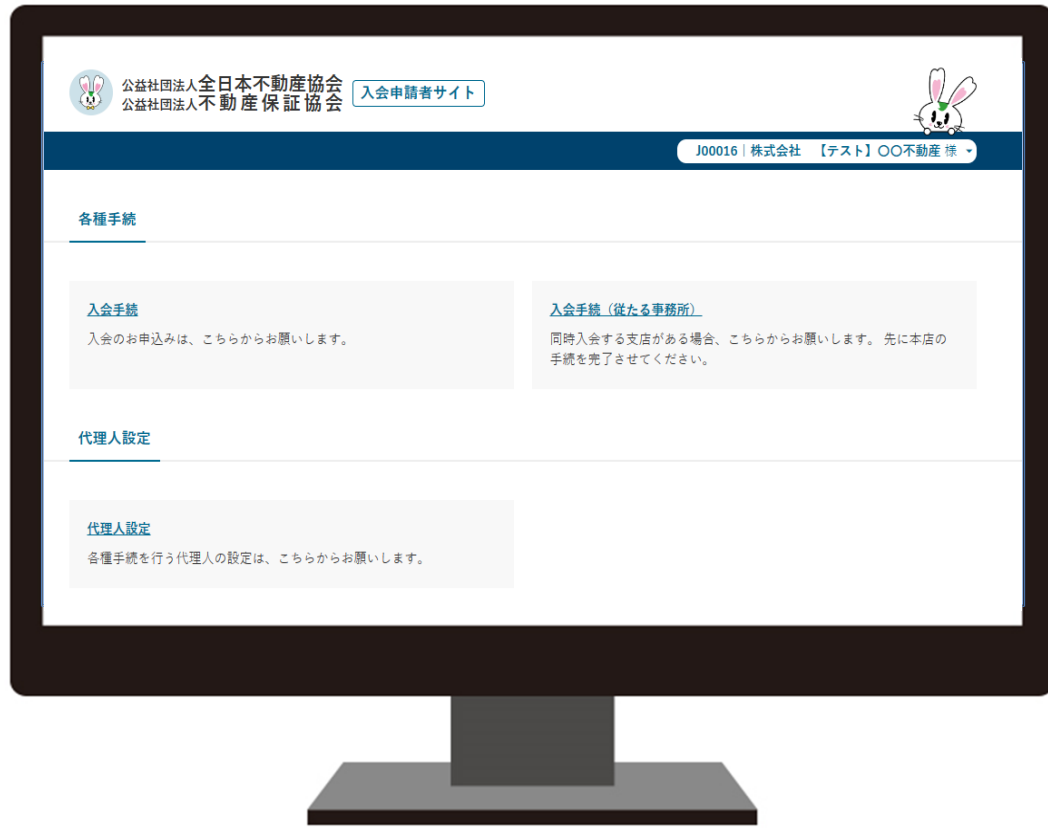 公益社団法人全日本不動産協会
公益社団法人不動産保証協会
入会申請者サイト
J00016｜株式会社　【テスト】〇〇不動産 様
各種手続
入会手続
入会のお申込みは、こちらからお願いします。
入会手続（従たる事務所）
同時入会する支店がある場合、こちらからお願いします。 先に本店の
手続を完了させてください。
代理人設定
代理人設定
各種手続を行う代理人の設定は、こちらからお願いします。